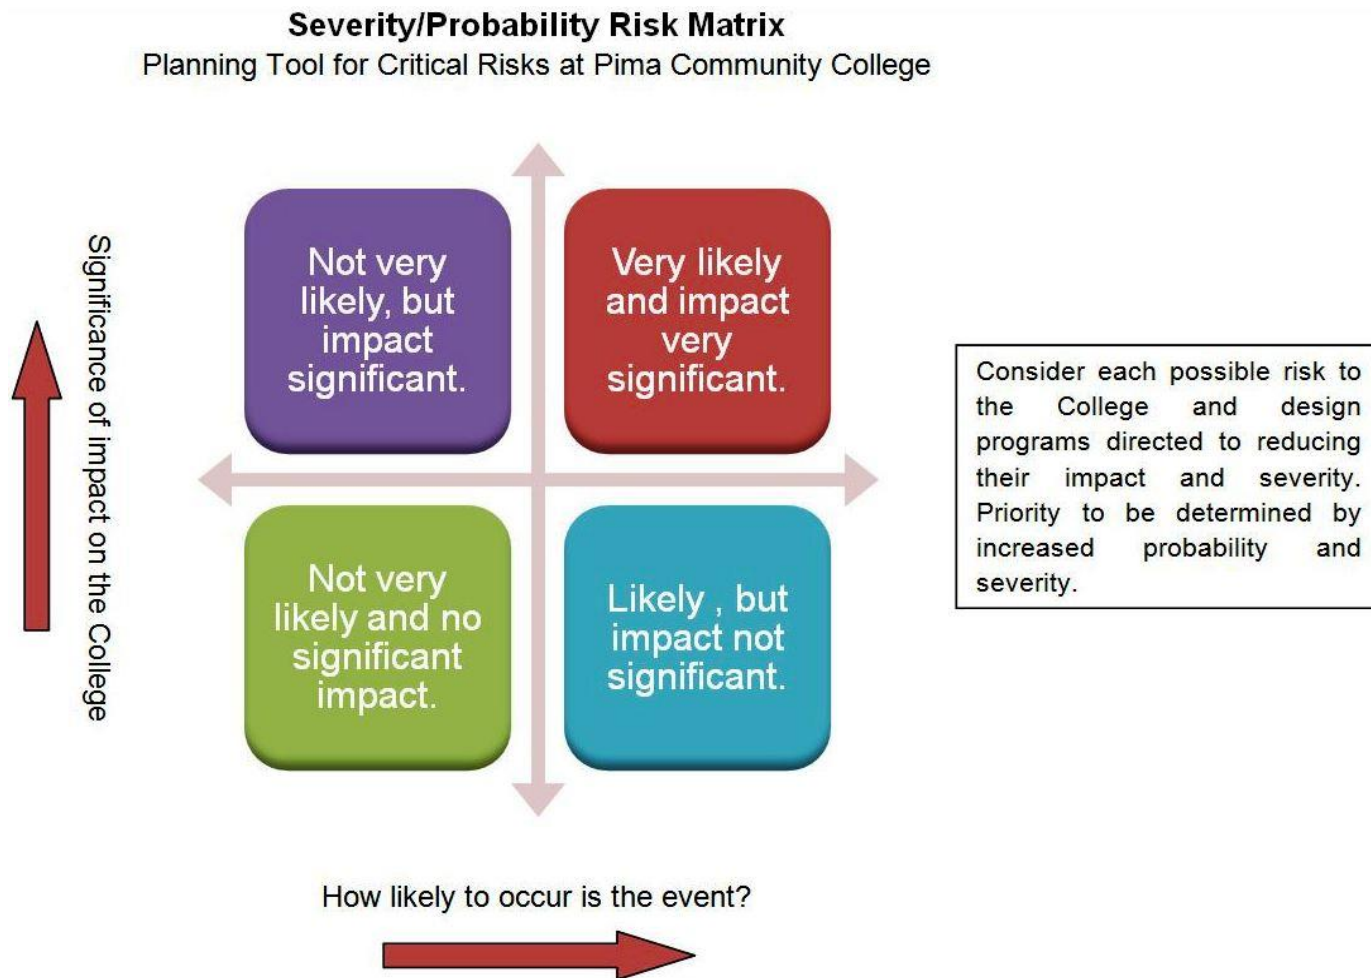 Severity/Probability Risk Matrix
Planning Tool for Critical Risks at Pima Community College
Significance of impact on the College
Not very
likely, but
impact
significant.
Very likely
and impact
very
significant.
Not very
likely and no
significant
impact.
Likely , but
impact not
significant.
Consider each possible risk to
the College and design
programs directed to reducing
their impact and severity.
Priority to be determined by
increased probability and
severity.
How likely to occur is the event?